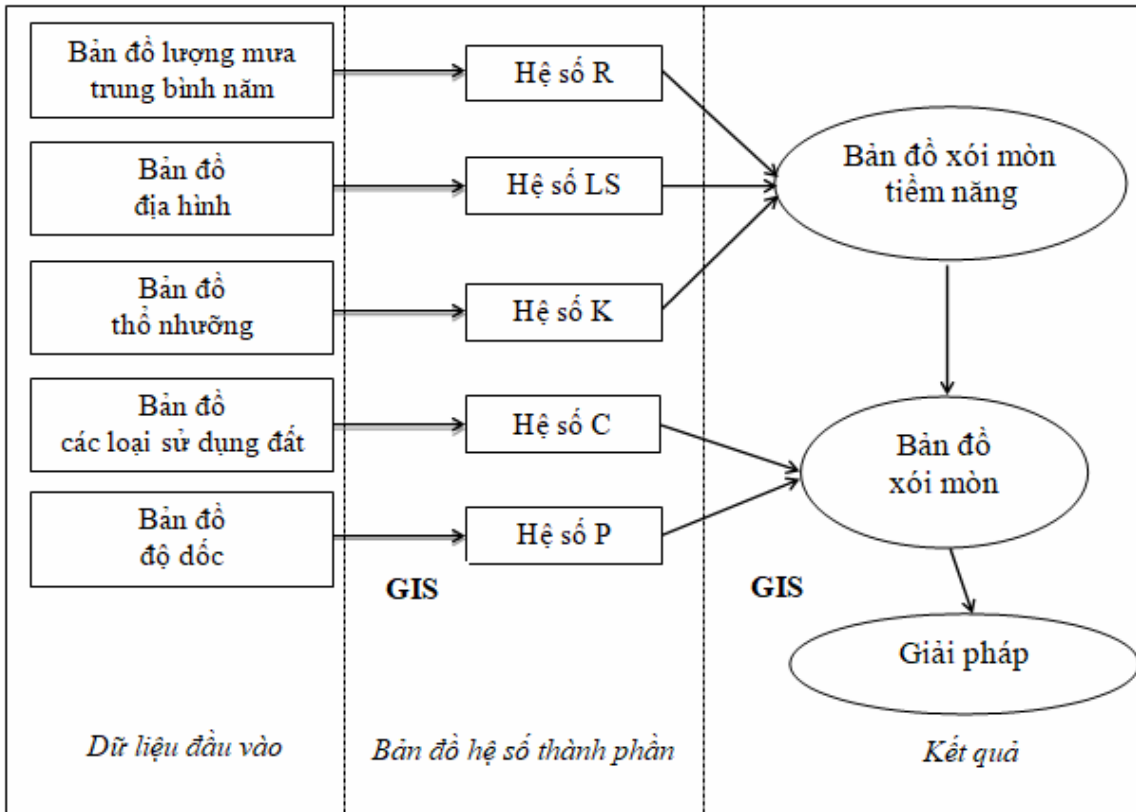 Bản đồ lượng mưa
trung bình năm
Hệ số R
Bản đồ xói mòn
tiềm năng
Bản đồ
địa hình
Hệ số LS
Bản đồ
thổ nhưỡng
Hệ số K
Bản đồ
các loại sử dụng đất
Hệ số C
Bản đồ
xói mòn
Bản đồ
độ dốc
Hệ số P
GIS
GIS
Giải pháp
Dữ liệu đầu vào
Bản đồ hệ số thành phần
Kết quả